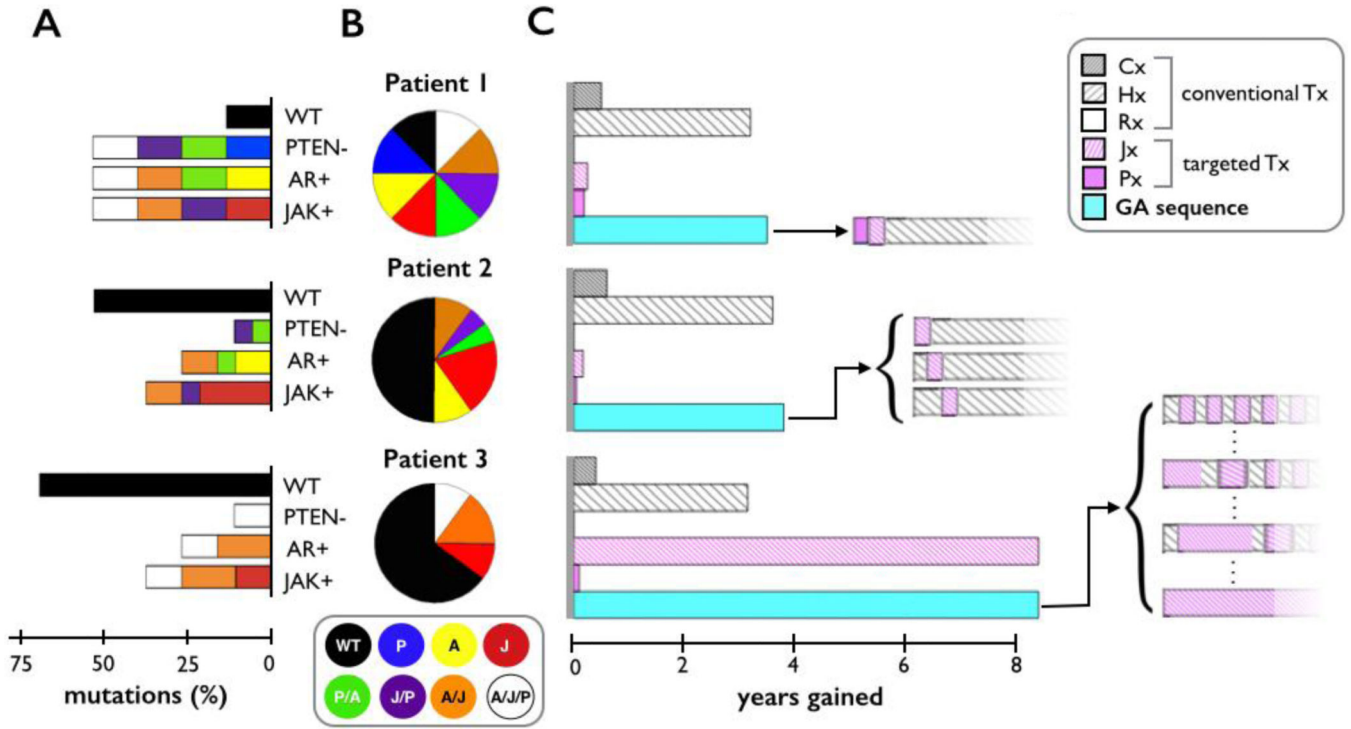 A
B
C
Patient 1
WT
PTEN-
AR+
JAK+
Cx
Hx
Rx
conventional Tx
Jx
Px
targeted Tx
GA sequence
Patient 2
WT
PTEN-
AR+
JAK+
Patient 3
WT
PTEN-
AR+
JAK+
75 50 25 0
mutations (%)
WT P A J
P/A J/P A/J A/J/P
0 2 4 6 8
years gained